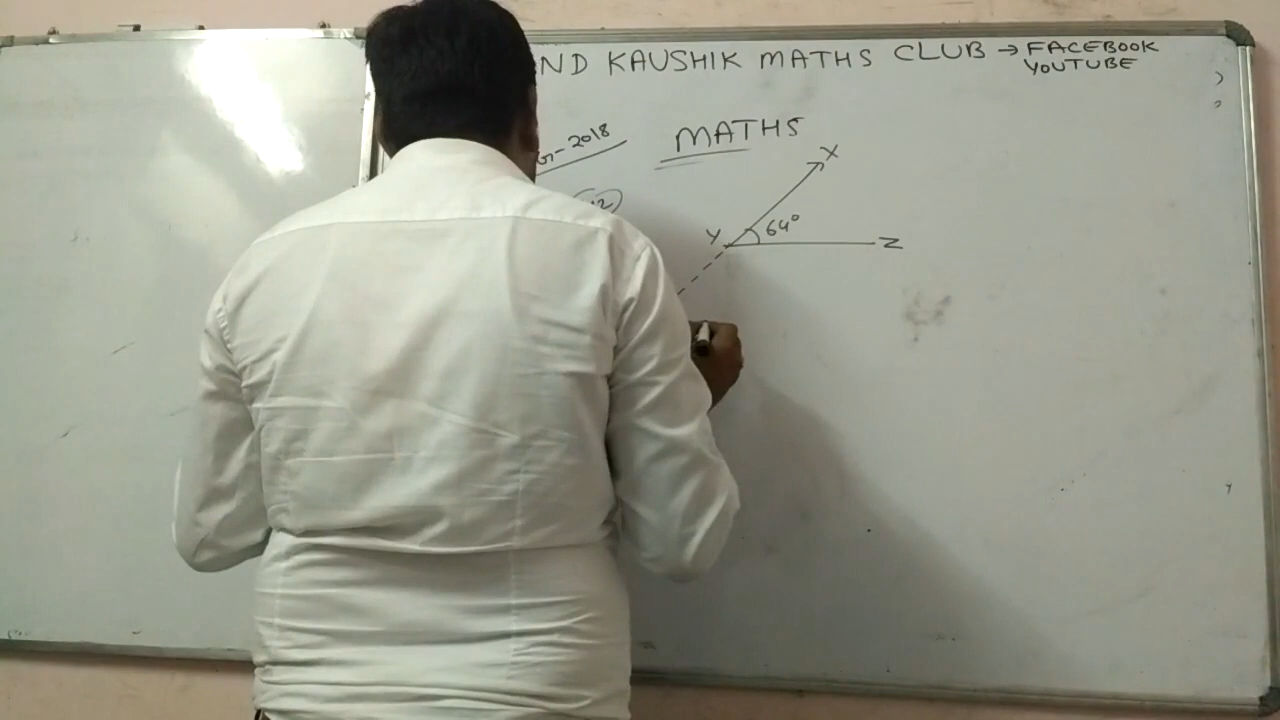 ND KAUSHIK MATHS CLUB → FACEBOOK
YOUTUBE
-2018
MATHS
X
64°
Y
Z